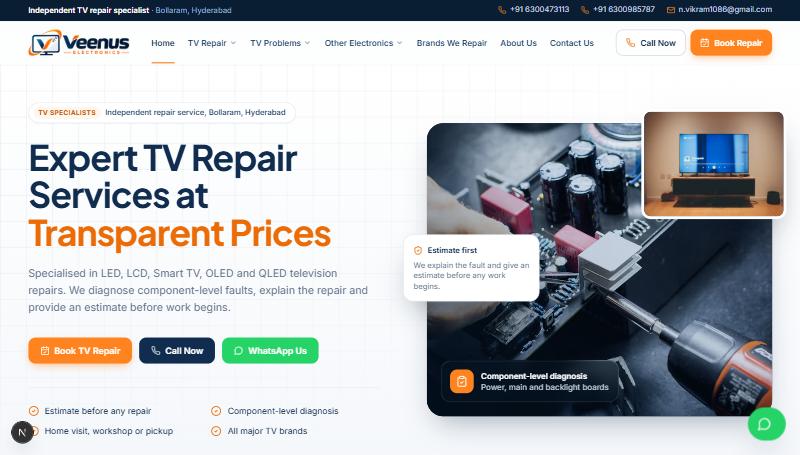 Independent TV repair specialist · Bollaram, Hyderabad
+91 6300473113
+91 6300985787
n.vikram1086@gmail.com
Veenus
ELECTRONICS
Home
TV Repair
TV Problems
Other Electronics
Brands We Repair
About Us
Contact Us
Call Now
Book Repair
TV SPECIALISTS
Independent repair service, Bollaram, Hyderabad
Expert TV Repair
Services at
Transparent Prices
Specialised in LED, LCD, Smart TV, OLED and QLED television
repairs. We diagnose component-level faults, explain the repair and
provide an estimate before work begins.
Book TV Repair
Call Now
WhatsApp Us
Estimate before any repair
Component-level diagnosis
Home visit, workshop or pickup
All major TV brands
Estimate first
We explain the fault and give an
estimate before any work
begins.
Component-level diagnosis
Power, main and backlight boards
N